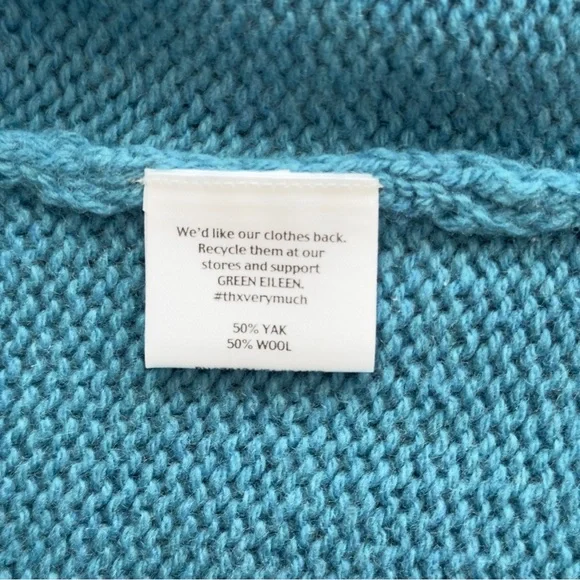 We'd like our clothes back.
Recycle them at our
stores and support
GREEN EILEEN.
#thxverymuch
50% YAK
50% WOOL